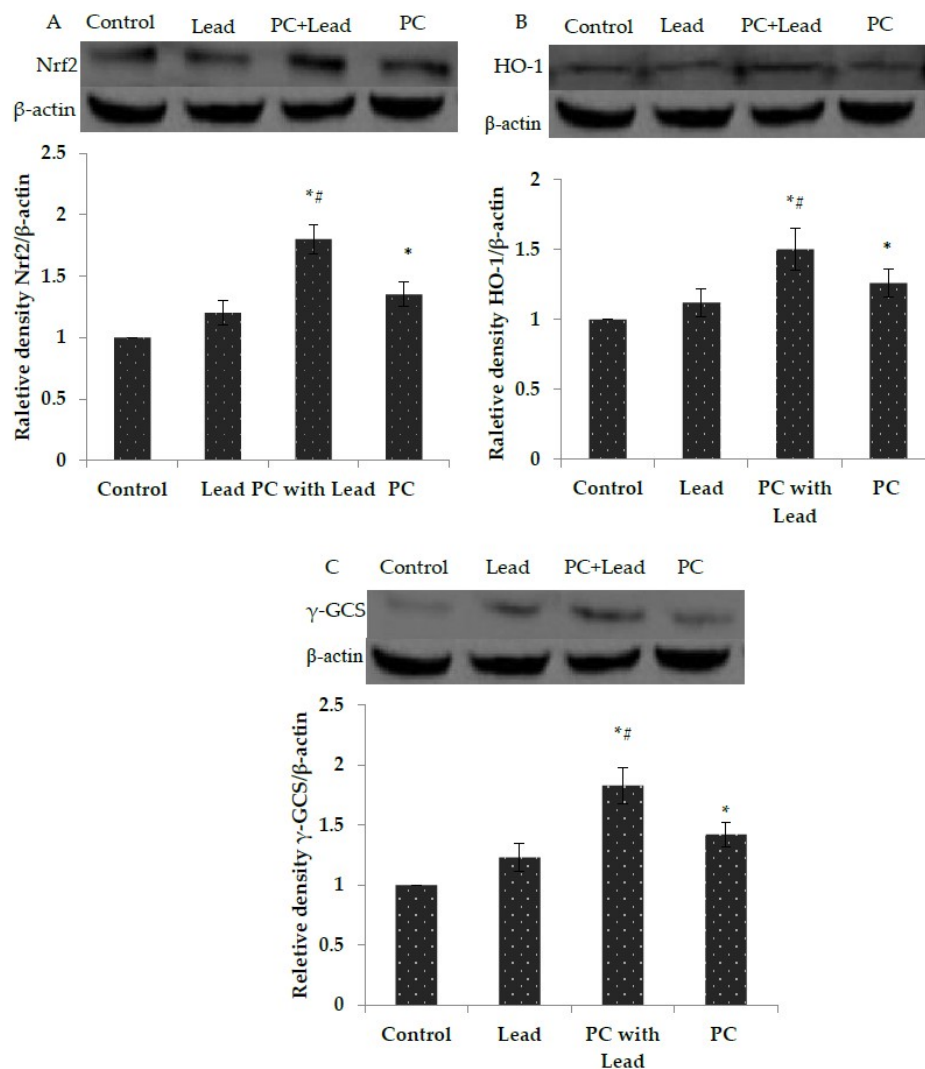 A Control Lead PC+Lead PC
Nrf2
β-actin
2.5
2
1.5
1
0.5
0
Raletive density Nrf2/β-actin
*#
*
Control Lead PC with Lead PC
B Control Lead PC+Lead PC
HO-1
β-actin
2
1.5
1
0.5
0
Raletive density HO-1/β-actin
*#
*
Control Lead PC with PC
Lead
C Control Lead PC+Lead PC
γ-GCS
β-actin
2.5
2
1.5
1
0.5
0
Reletive density γ-GCS/β-actin
*#
*
Control Lead PC with PC
Lead